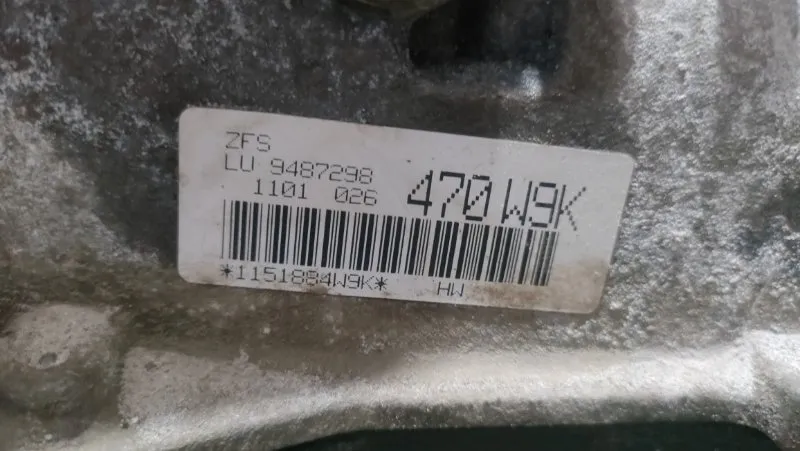 ZFS
LU 9487298
1101 026
470 W9K
*1151884W9K* HW